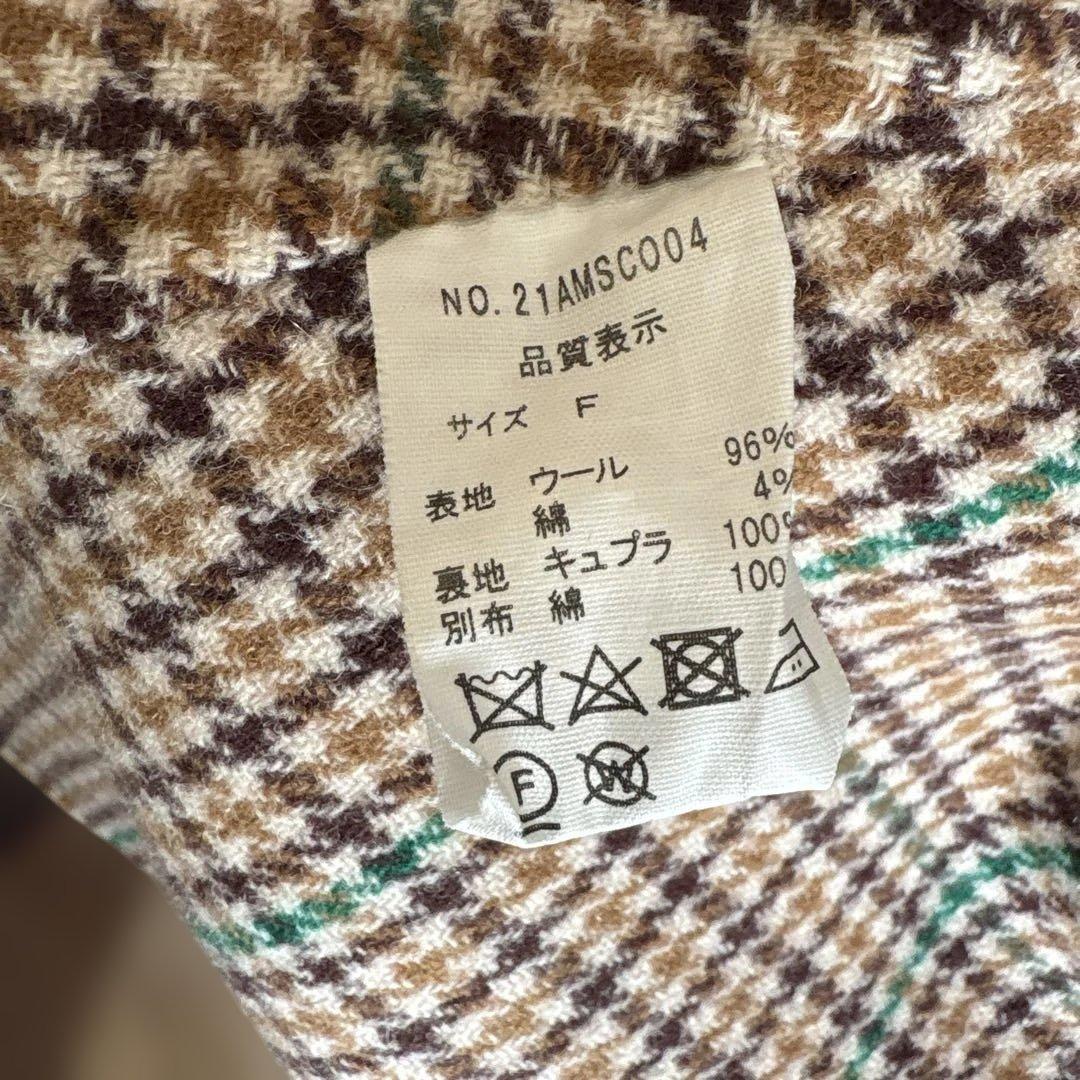 NO.21AMSC004
品質表示
サイズ F
表地 ウール 96%
綿 4%
裏地 キュプラ 100%
別布 綿 100
F W